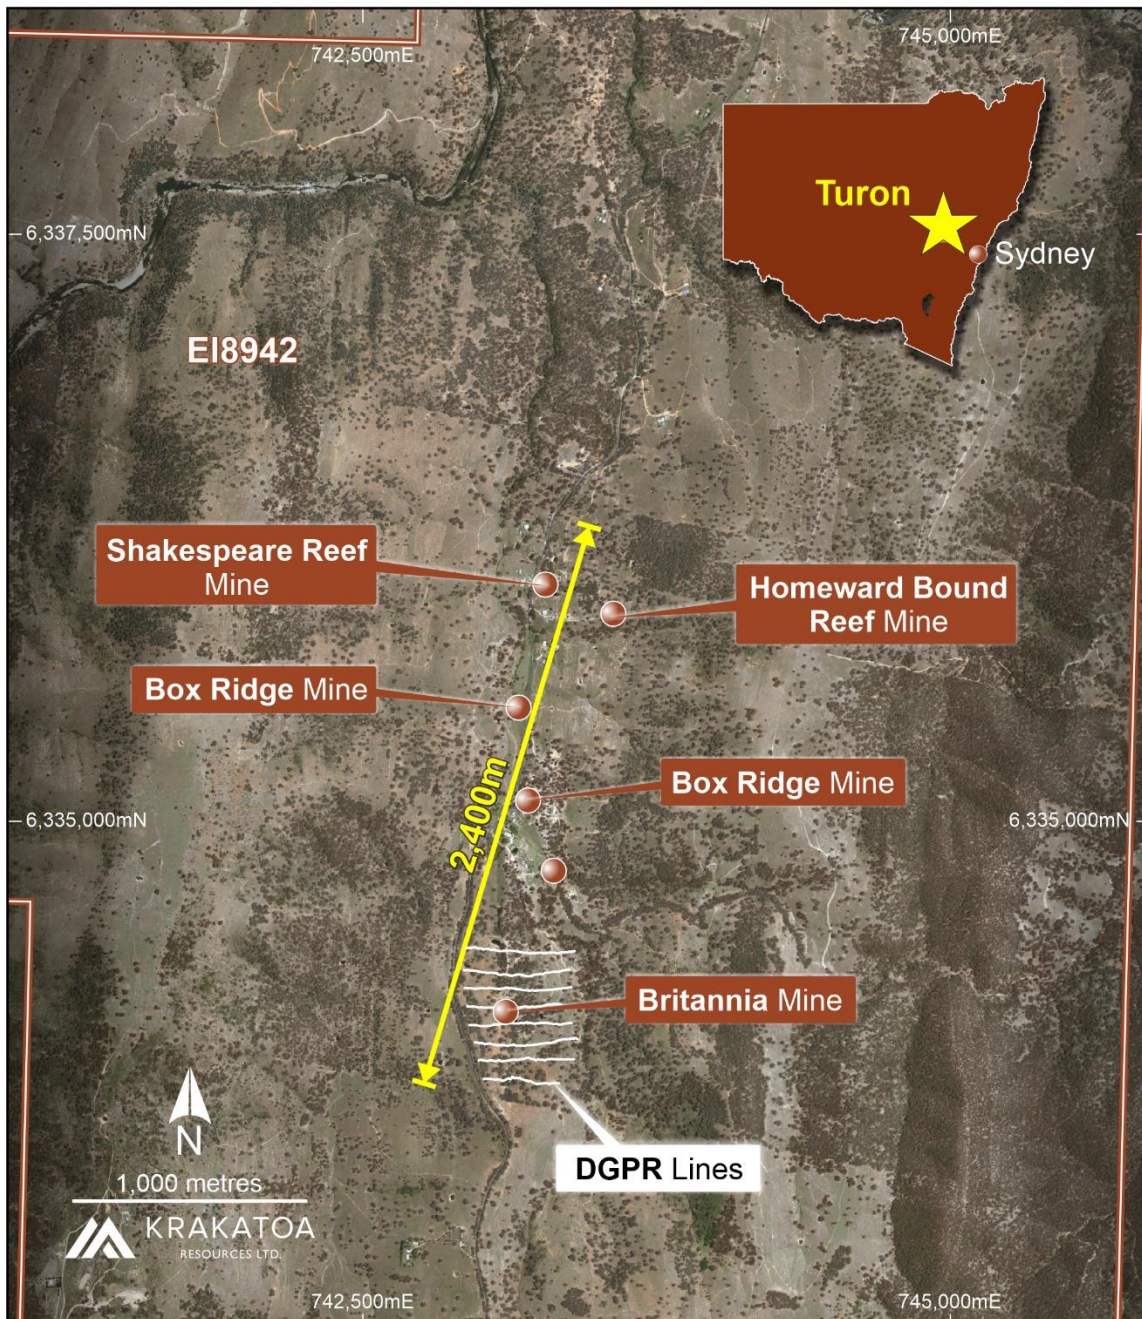 742,500mE
745,000mE
Turon
Sydney
6,337,500mN
EI8942
Shakespeare Reef
Mine
Homeward Bound
Reef Mine
Box Ridge Mine
2,400m
Box Ridge Mine
6,335,000mN
6,335,000mN
Britannia Mine
DGPR Lines
N
1,000 metres
KRAKATOA
RESOURCES LTD.
742,500mE
745,000mE